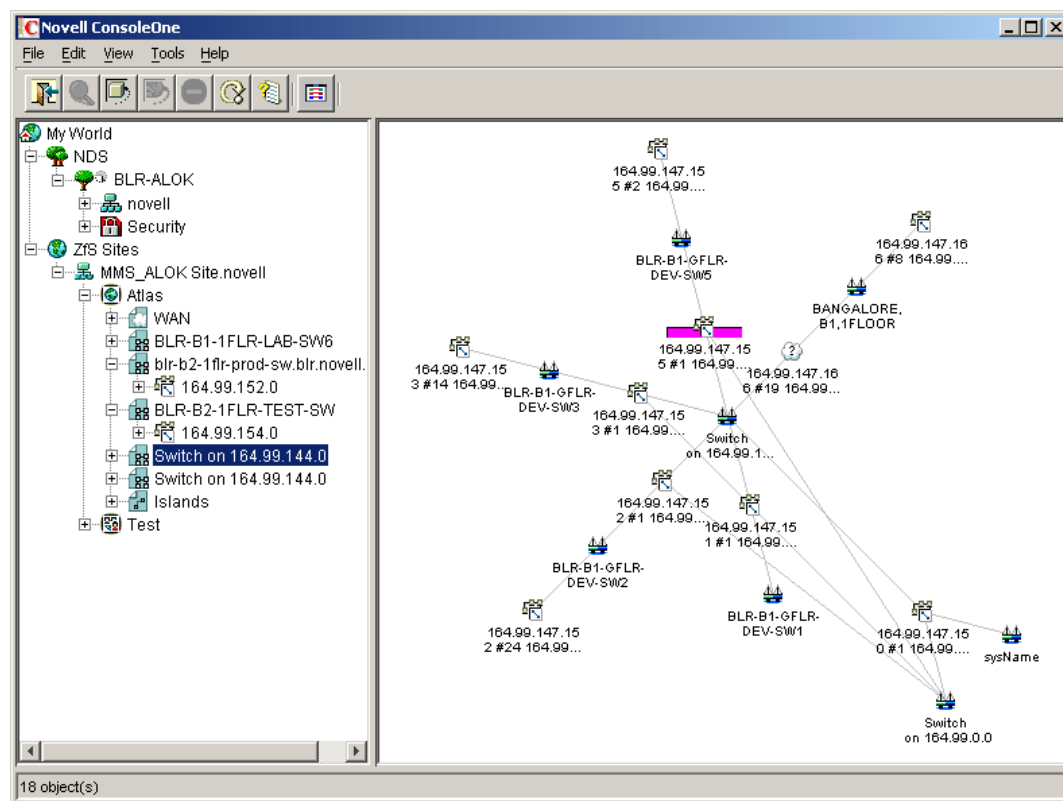 Novell ConsoleOne
File Edit View Tools Help
My World
NDS
BLR-ALOK
novell
Security
ZfS Sites
MMS_ALOK Site.novell
Atlas
WAN
BLR-B1-1FLR-LAB-SW6
blr-b2-1flr-prod-sw.blr.novell.
164.99.152.0
BLR-B2-1FLR-TEST-SW
164.99.154.0
Switch on 164.99.144.0
Switch on 164.99.144.0
Islands
Test
164.99.147.15
5 #2 164.99....
BLR-B1-GFLR-
DEV-SW5
164.99.147.16
6 #8 164.99....
BANGALORE,
B1,1FLOOR
164.99.147.15
5 #1 164.99....
?
164.99.147.16
6 #19 164.99...
164.99.147.15
3 #14 164.99...
BLR-B1-GFLR-
DEV-SW3
164.99.147.15
3 #1 164.99....
Switch
on 164.99.1...
164.99.147.15
2 #1 164.99....
164.99.147.15
1 #1 164.99....
BLR-B1-GFLR-
DEV-SW2
BLR-B1-GFLR-
DEV-SW1
164.99.147.15
2 #24 164.99...
164.99.147.15
0 #1 164.99....
sysName
Switch
on 164.99.0.0
18 object(s)